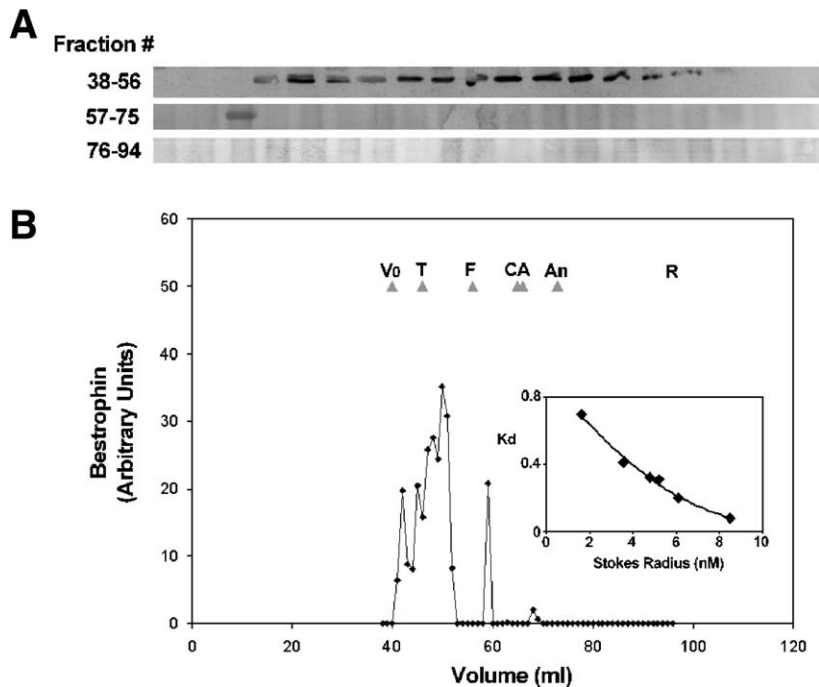 A
Fraction #
38-56
57-75
76-94
B
60
50
40
30
20
10
0
Bestrophin
(Arbitrary Units)
V0 T F CA An R
0.8
0.4
0
Kd
0 2 4 6 8 10
Stokes Radius (nM)
0 20 40 60 80 100 120
Volume (ml)